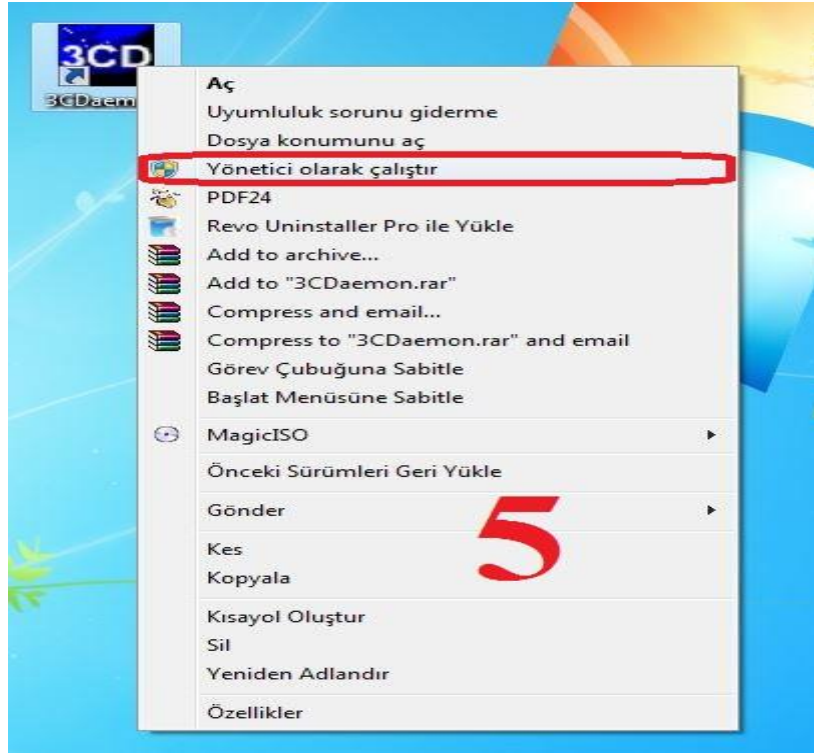 3CD
3CDaem
Aç
Uyumluluk sorunu giderme
Dosya konumunu aç
Yönetici olarak çalıştır
PDF24
Revo Uninstaller Pro ile Yükle
Add to archive...
Add to "3CDaemon.rar"
Compress and email...
Compress to "3CDaemon.rar" and email
Görev Çubuğuna Sabitle
Başlat Menüsüne Sabitle
MagicISO
Önceki Sürümleri Geri Yükle
Gönder
5
Kes
Kopyala
Kısayol Oluştur
Sil
Yeniden Adlandır
Özellikler